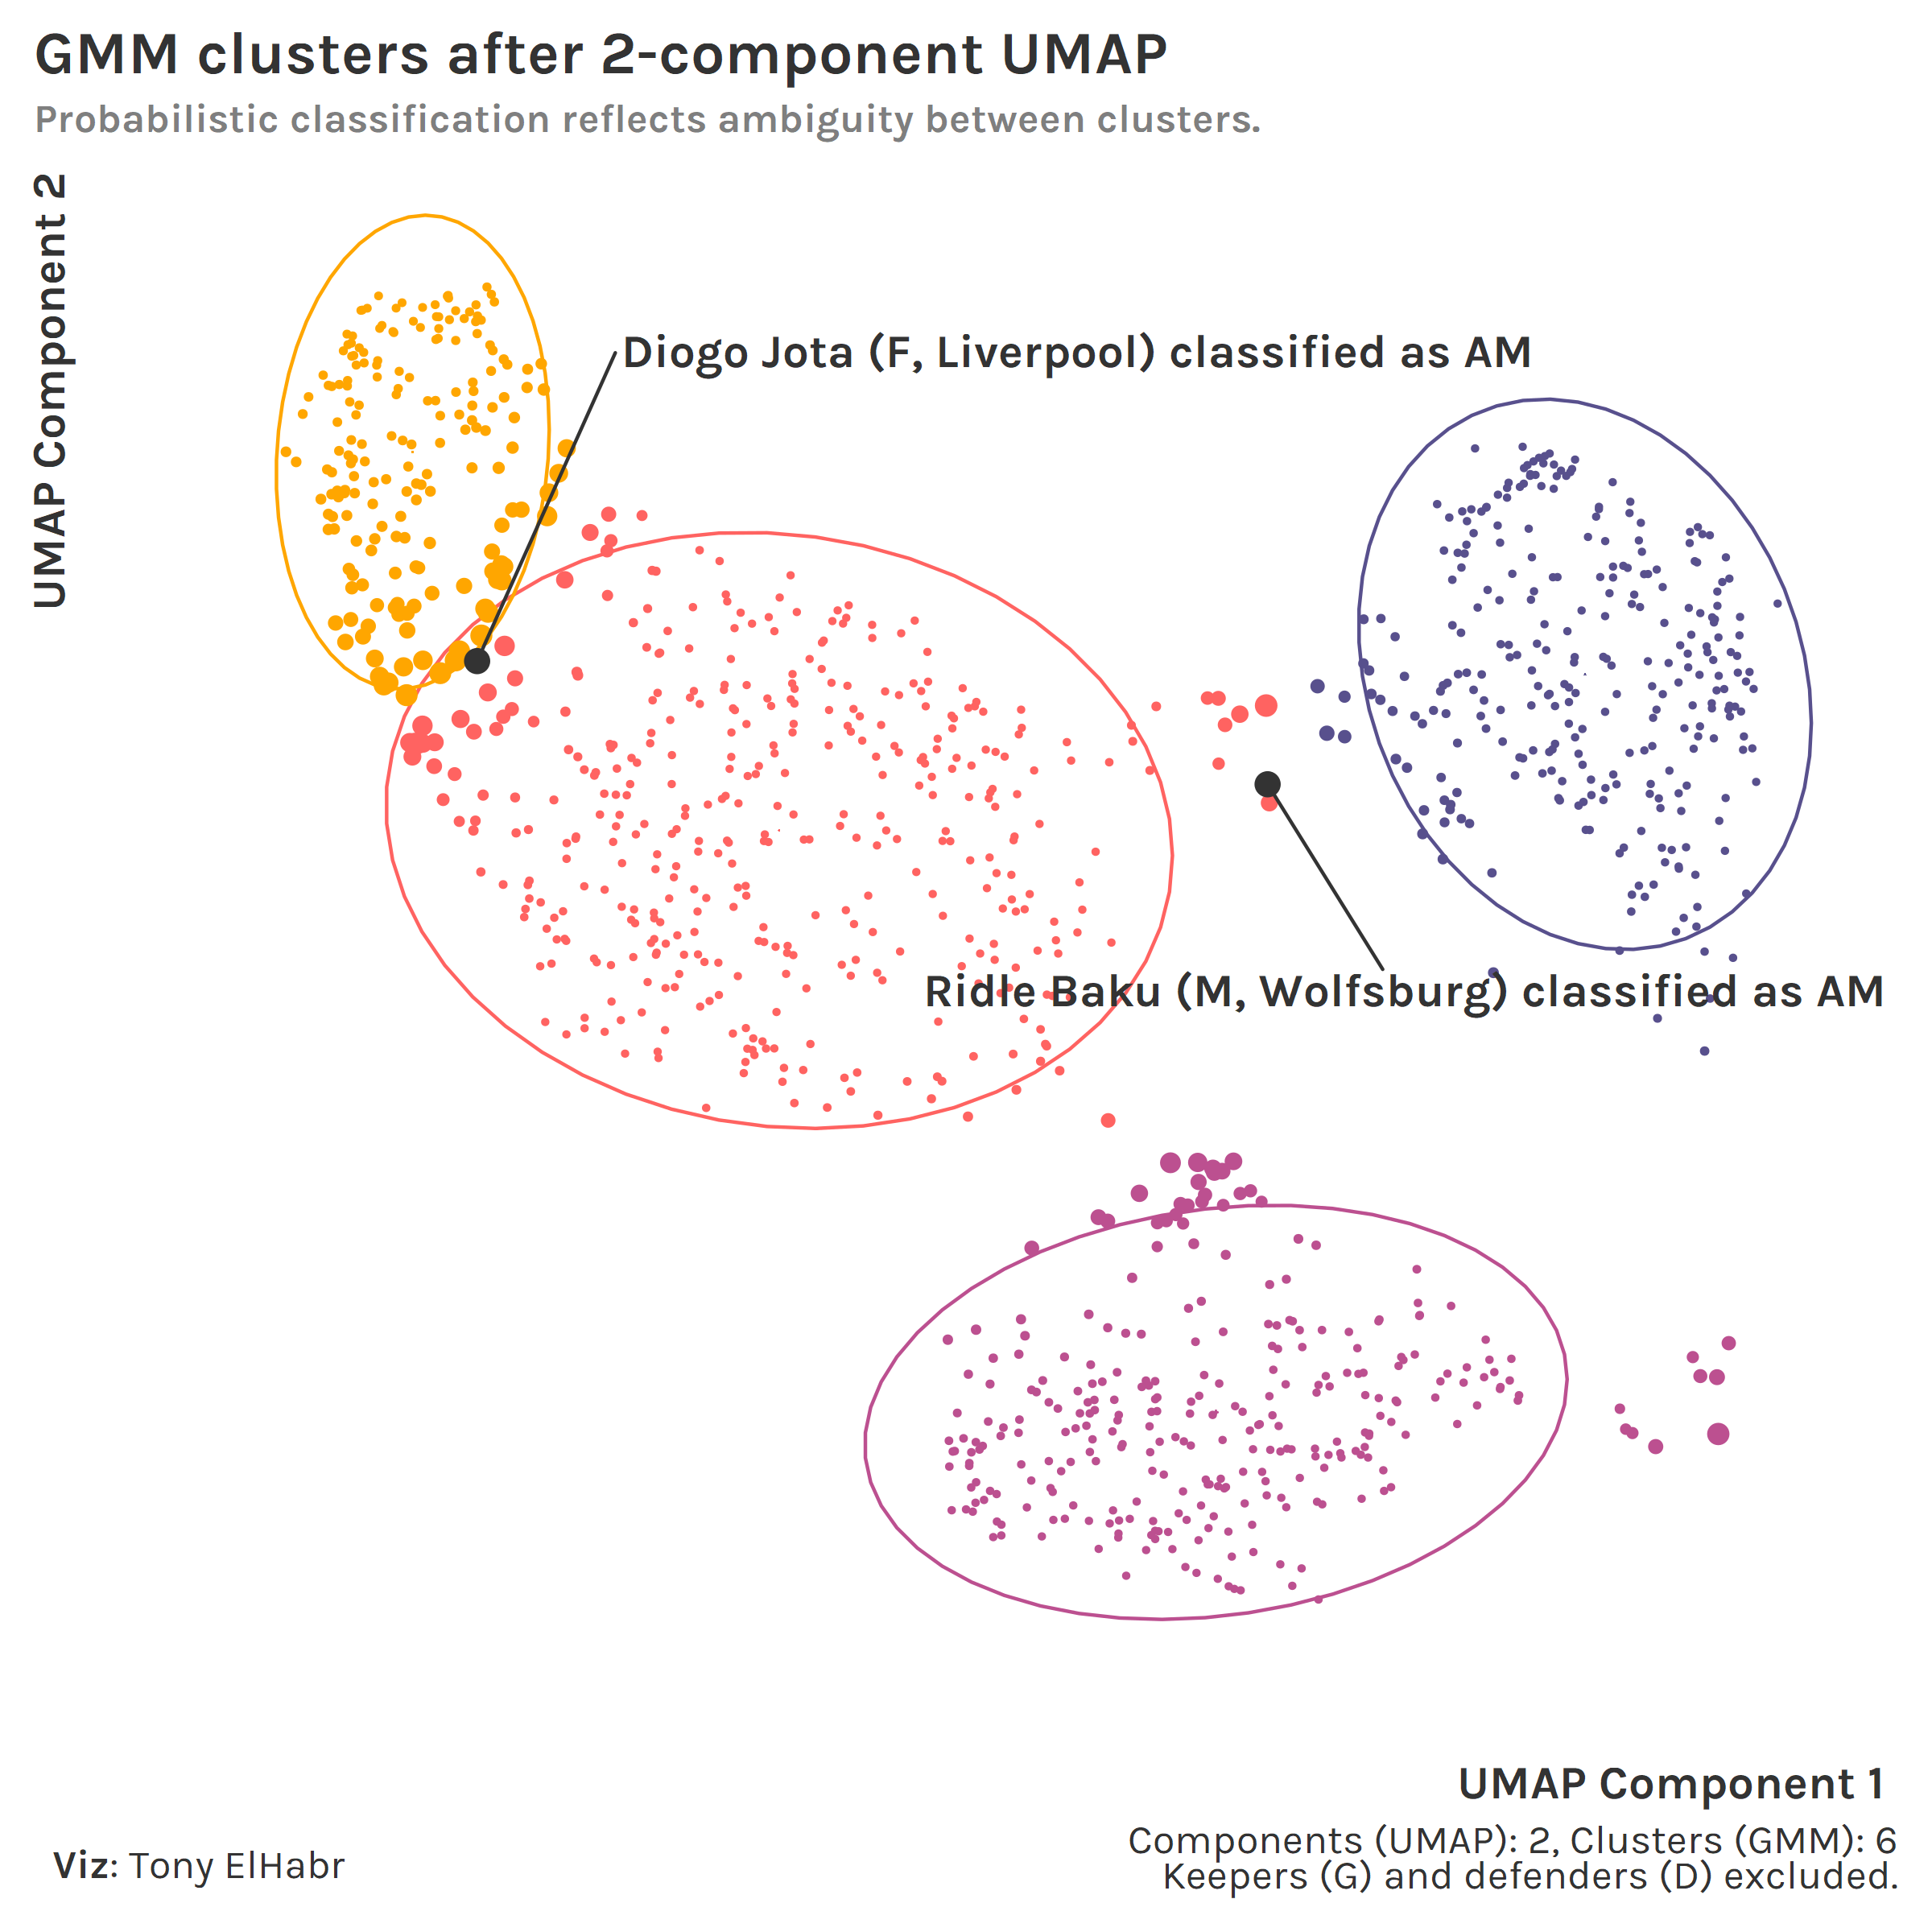 GMM clusters after 2-component UMAP
Probabilistic classification reflects ambiguity between clusters.
UMAP Component 2
Diogo Jota (F, Liverpool) classified as AM
Ridle Baku (M, Wolfsburg) classified as AM
UMAP Component 1
Components (UMAP): 2, Clusters (GMM): 6
Keepers (G) and defenders (D) excluded.
Viz: Tony ElHabr